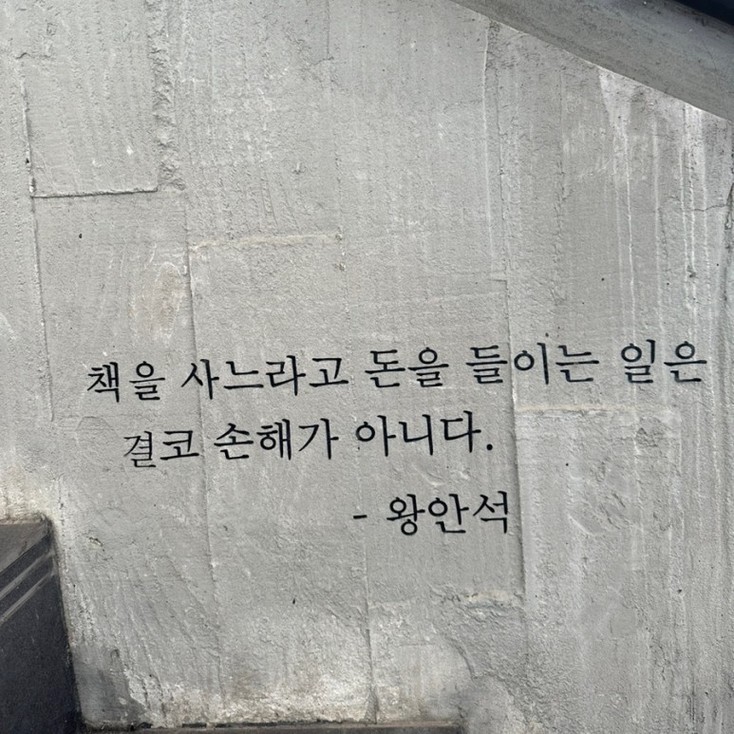 책을 사느라고 돈을 들이는 일은
결코 손해가 아니다.
- 왕안석